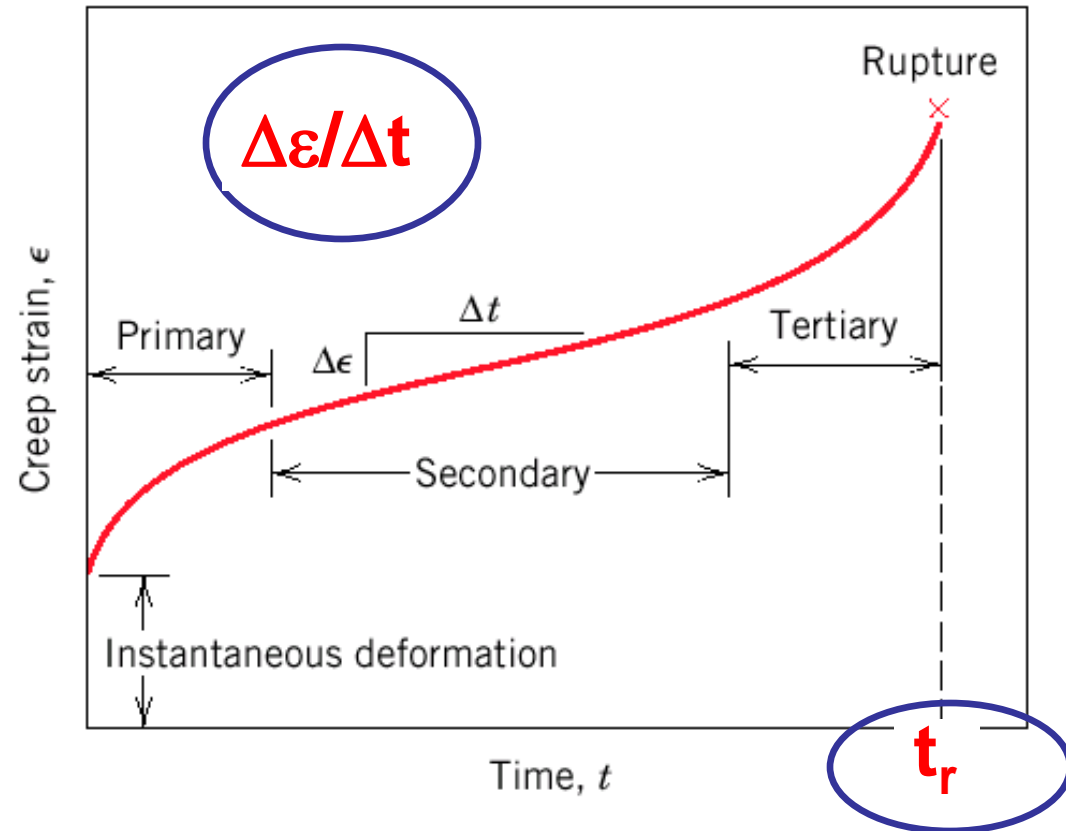 Rupture
Δε/Δt
Creep strain, ϵ
Primary
Δt
Δϵ
Tertiary
Secondary
Instantaneous deformation
Time, t
tr